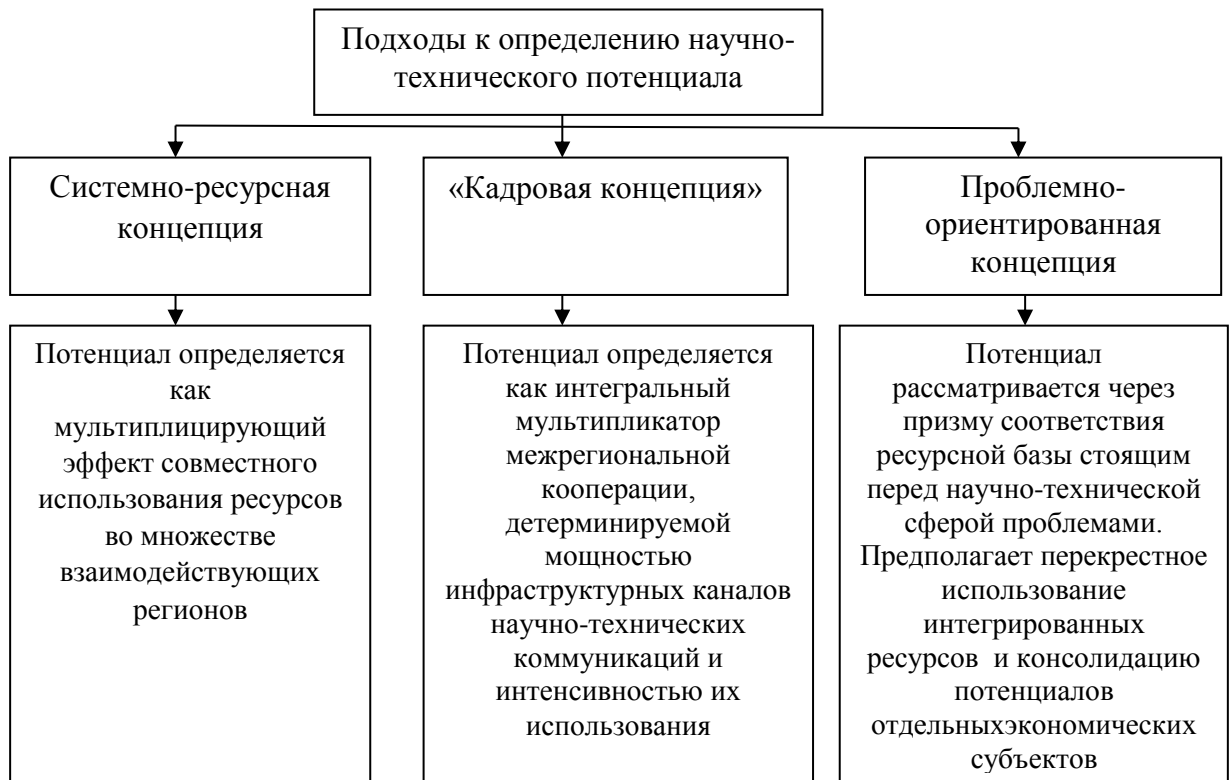 Подходы к определению научно-
технического потенциала
Системно-ресурсная
концепция
«Кадровая концепция»
Проблемно-
ориентированная
концепция
Потенциал определяется
как
мультиплицирующий
эффект совместного
использования ресурсов
во множестве
взаимодействующих
регионов
Потенциал определяется
как интегральный
мультипликатор
межрегиональной
кооперации,
детерминируемой
мощностью
инфраструктурных каналов
научно-технических
коммуникаций и
интенсивностью их
использования
Потенциал
рассматривается через
призму соответствия
ресурсной базы стоящим
перед научно-технической
сферой проблемами.
Предполагает перекрестное
использование
интегрированных
ресурсов  и консолидацию
потенциалов
отдельныхэкономических
субъектов